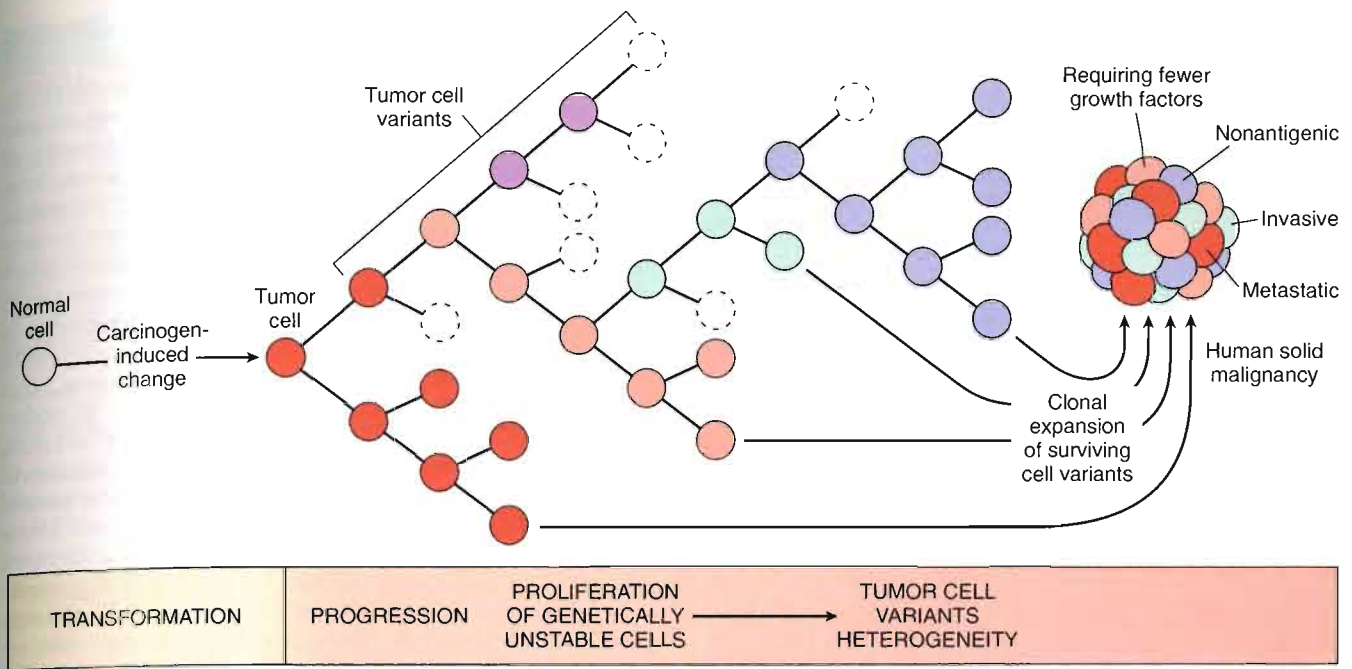 Tumor cell
variants
Requiring fewer
growth factors
Nonantigenic
Invasive
Metastatic
Normal
cell
Carcinogen-
induced
change
Tumor
cell
Human solid
malignancy
Clonal
expansion
of surviving
cell variants
TRANSFORMATION
PROGRESSION
PROLIFERATION
OF GENETICALLY
UNSTABLE CELLS
TUMOR CELL
VARIANTS
HETEROGENEITY